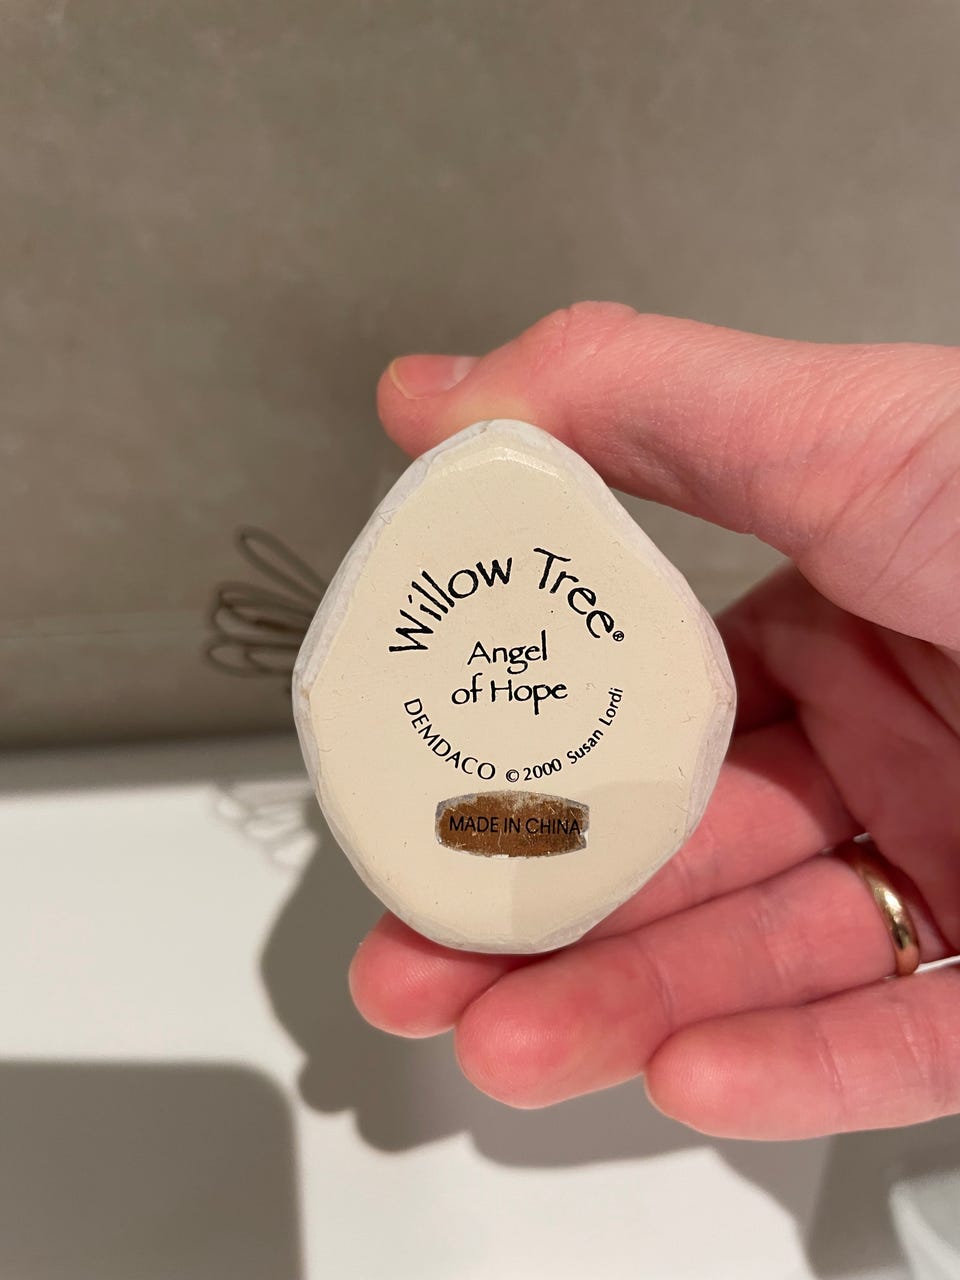 Willow Tree®
Angel
of Hope
DEMDACO © 2000 Susan Lordi
MADE IN CHINA